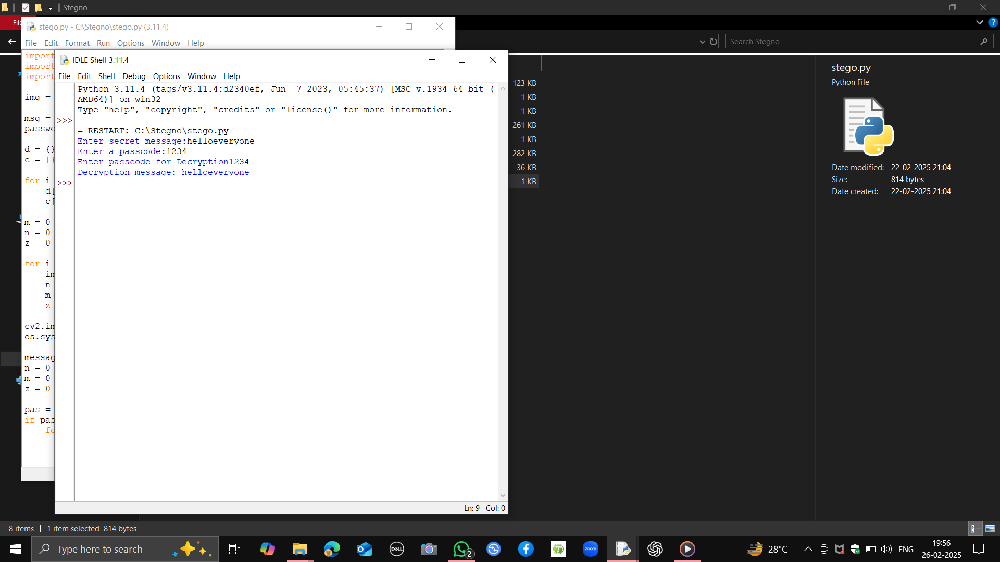 Stegno
File
stego.py - C:\Stegno\stego.py (3.11.4)
File Edit Format Run Options Window Help
Search Stegno
import
import
import
img =
msg =
passwo
d = {}
c = {}
for i
d[
c[
m = 0
n = 0
z = 0
for i
im
n
m
z
cv2.im
os.sys
messag
n = 0
m = 0
z = 0
pas =
if pas
fo
IDLE Shell 3.11.4
File Edit Shell Debug Options Window Help
Python 3.11.4 (tags/v3.11.4:d2340ef, Jun  7 2023, 05:45:37) [MSC v.1934 64 bit (
AMD64)] on win32
Type "help", "copyright", "credits" or "license()" for more information.
>>>
= RESTART: C:\Stegno\stego.py
Enter secret message:helloeveryone
Enter a passcode:1234
Enter passcode for Decryption1234
Decryption message: helloeveryone
>>>
Ln: 9 Col: 0
123 KB
1 KB
1 KB
261 KB
1 KB
282 KB
36 KB
1 KB
stego.py
Python File
Date modified: 22-02-2025 21:04
Size: 814 bytes
Date created: 22-02-2025 21:04
8 items 1 item selected 814 bytes
Type here to search
DELL
2
zoom
28°C
ENG
19:56
26-02-2025